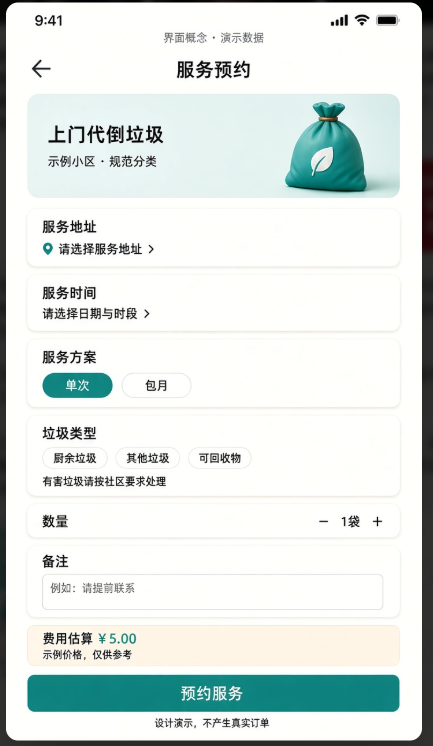 9:41
界面概念 · 演示数据
服务预约
上门代倒垃圾
示例小区 · 规范分类
服务地址
请选择服务地址
服务时间
请选择日期与时段
服务方案
单次 包月
垃圾类型
厨余垃圾 其他垃圾 可回收物
有害垃圾请按社区要求处理
数量 − 1袋 +
备注
例如：请提前联系
费用估算 ¥5.00
示例价格，仅供参考
预约服务
设计演示，不产生真实订单